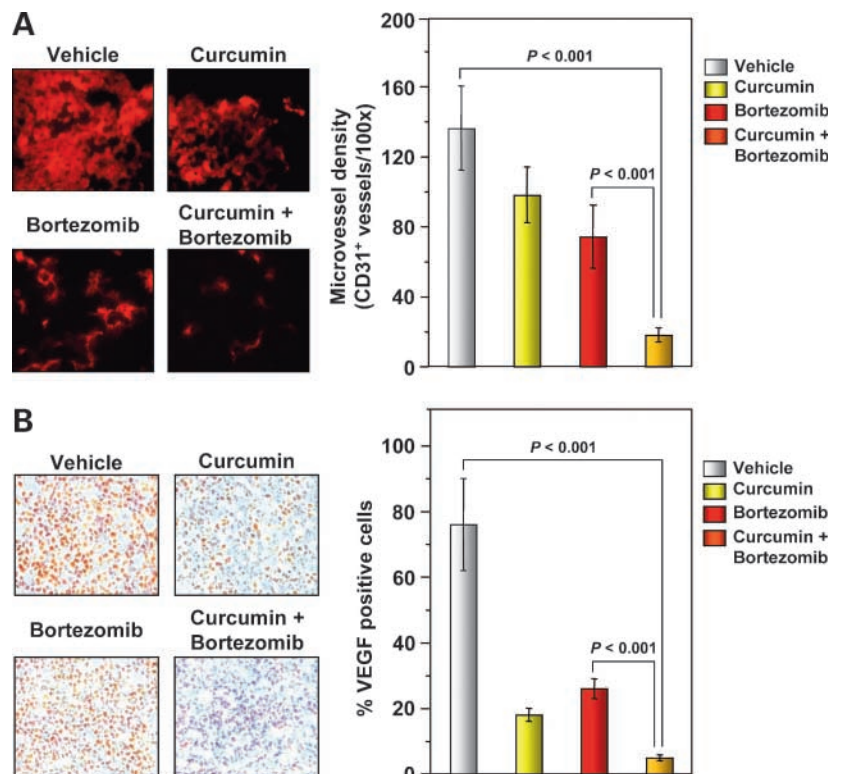 A
Vehicle
Curcumin
Bortezomib
Curcumin +
Bortezomib
Microvessel density
(CD31⁺ vessels/100x)
200
160
120
80
40
0
P < 0.001
P < 0.001
Vehicle
Curcumin
Bortezomib
Curcumin +
Bortezomib
B
Vehicle
Curcumin
Bortezomib
Curcumin +
Bortezomib
% VEGF positive cells
100
80
60
40
20
0
P < 0.001
P < 0.001
Vehicle
Curcumin
Bortezomib
Curcumin +
Bortezomib